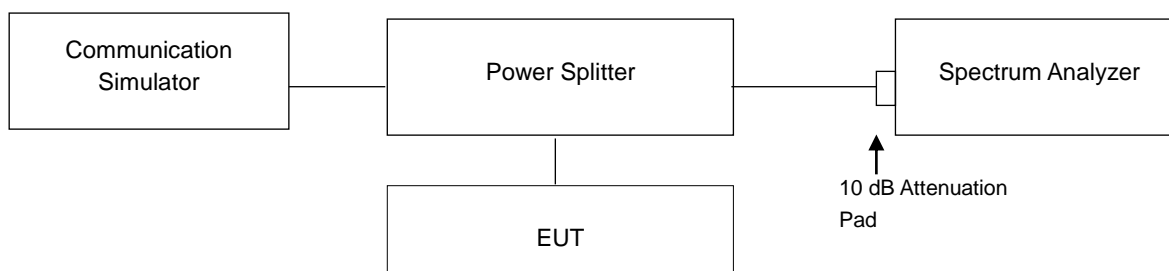 Communication
Simulator
Power Splitter
Spectrum Analyzer
10 dB Attenuation
Pad
EUT